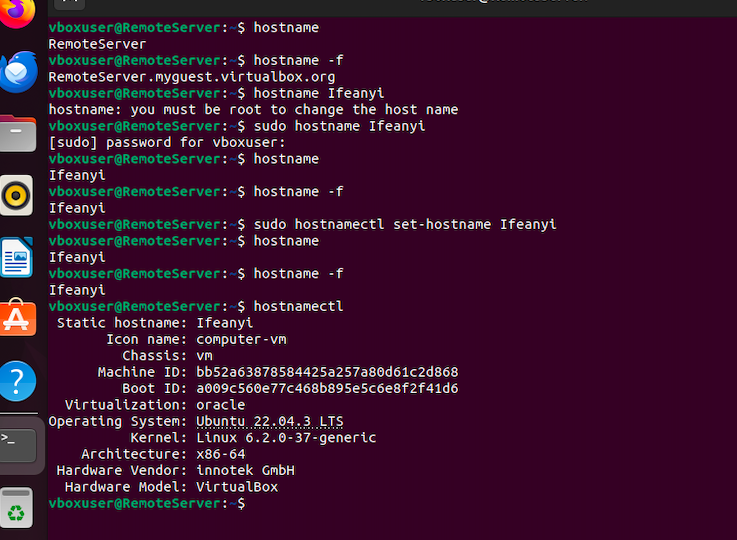 vboxuser@RemoteServer:~$ hostname
RemoteServer
vboxuser@RemoteServer:~$ hostname -f
RemoteServer.myguest.virtualbox.org
vboxuser@RemoteServer:~$ hostname Ifeanyi
hostname: you must be root to change the host name
vboxuser@RemoteServer:~$ sudo hostname Ifeanyi
[sudo] password for vboxuser:
vboxuser@RemoteServer:~$ hostname
Ifeanyi
vboxuser@RemoteServer:~$ hostname -f
Ifeanyi
vboxuser@RemoteServer:~$ sudo hostnamectl set-hostname Ifeanyi
vboxuser@RemoteServer:~$ hostname
Ifeanyi
vboxuser@RemoteServer:~$ hostname -f
Ifeanyi
vboxuser@RemoteServer:~$ hostnamectl
Static hostname: Ifeanyi
Icon name: computer-vm
Chassis: vm
Machine ID: bb52a63878584425a257a80d61c2d868
Boot ID: a009c560e77c468b895e5c6e8f2f41d6
Virtualization: oracle
Operating System: Ubuntu 22.04.3 LTS
Kernel: Linux 6.2.0-37-generic
Architecture: x86-64
Hardware Vendor: innotek GmbH
Hardware Model: VirtualBox
vboxuser@RemoteServer:~$